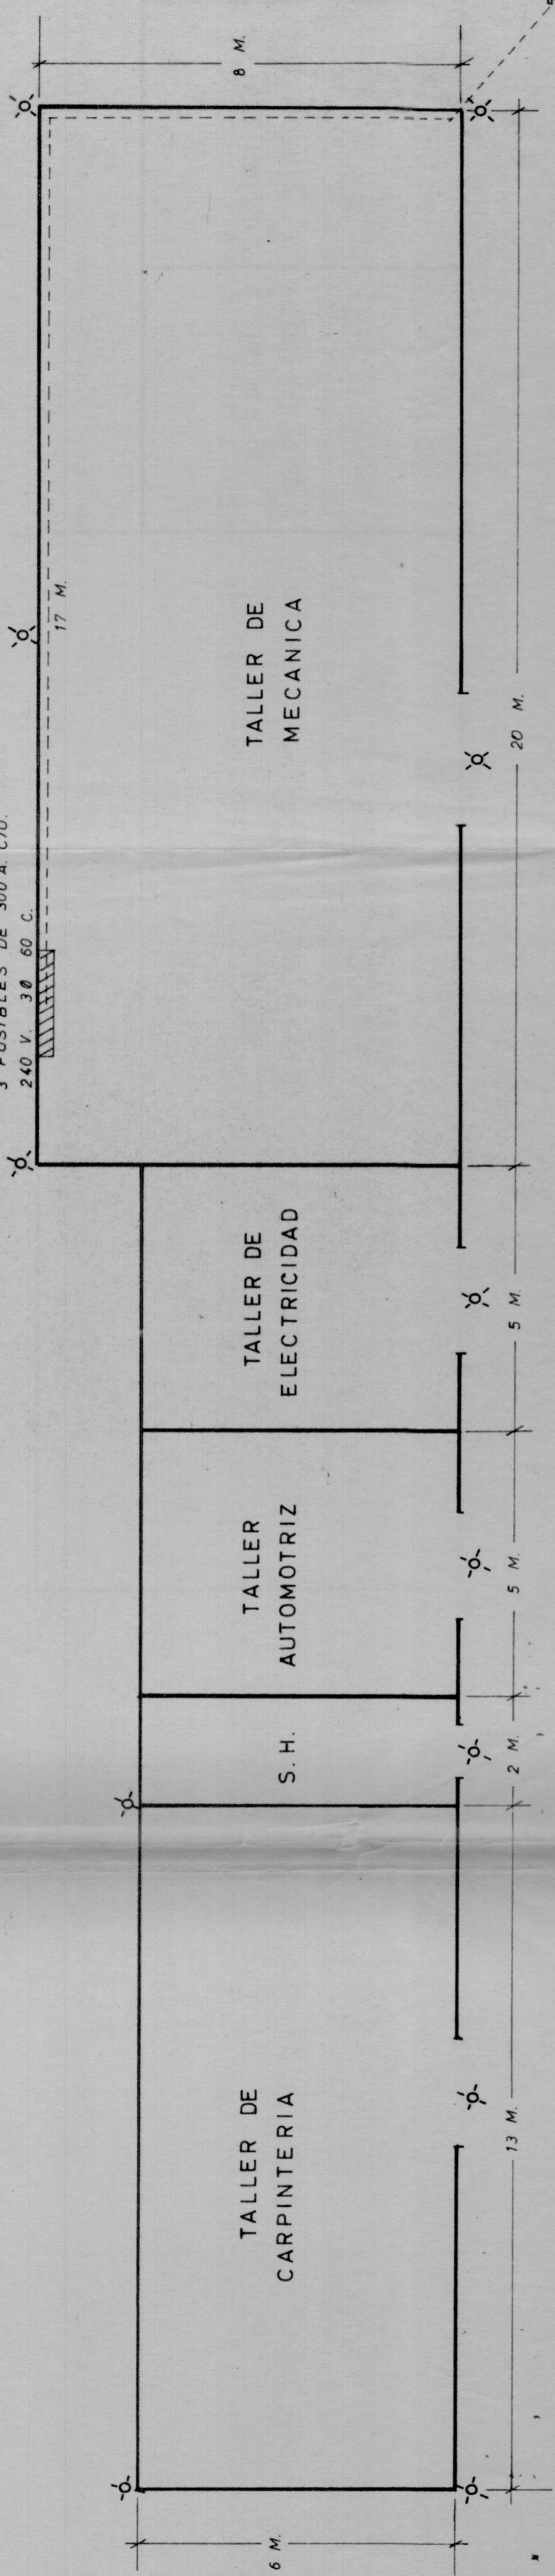 3 FUSIBLES DE 300 A. C/U.
240 V. 3Ø 60 C.
8 M.
17 M.
TALLER DE
MECANICA
20 M.
TALLER DE
ELECTRICIDAD
5 M.
TALLER
AUTOMOTRIZ
5 M.
S. H.
2 M.
TALLER DE
CARPINTERIA
13 M.
6 M.